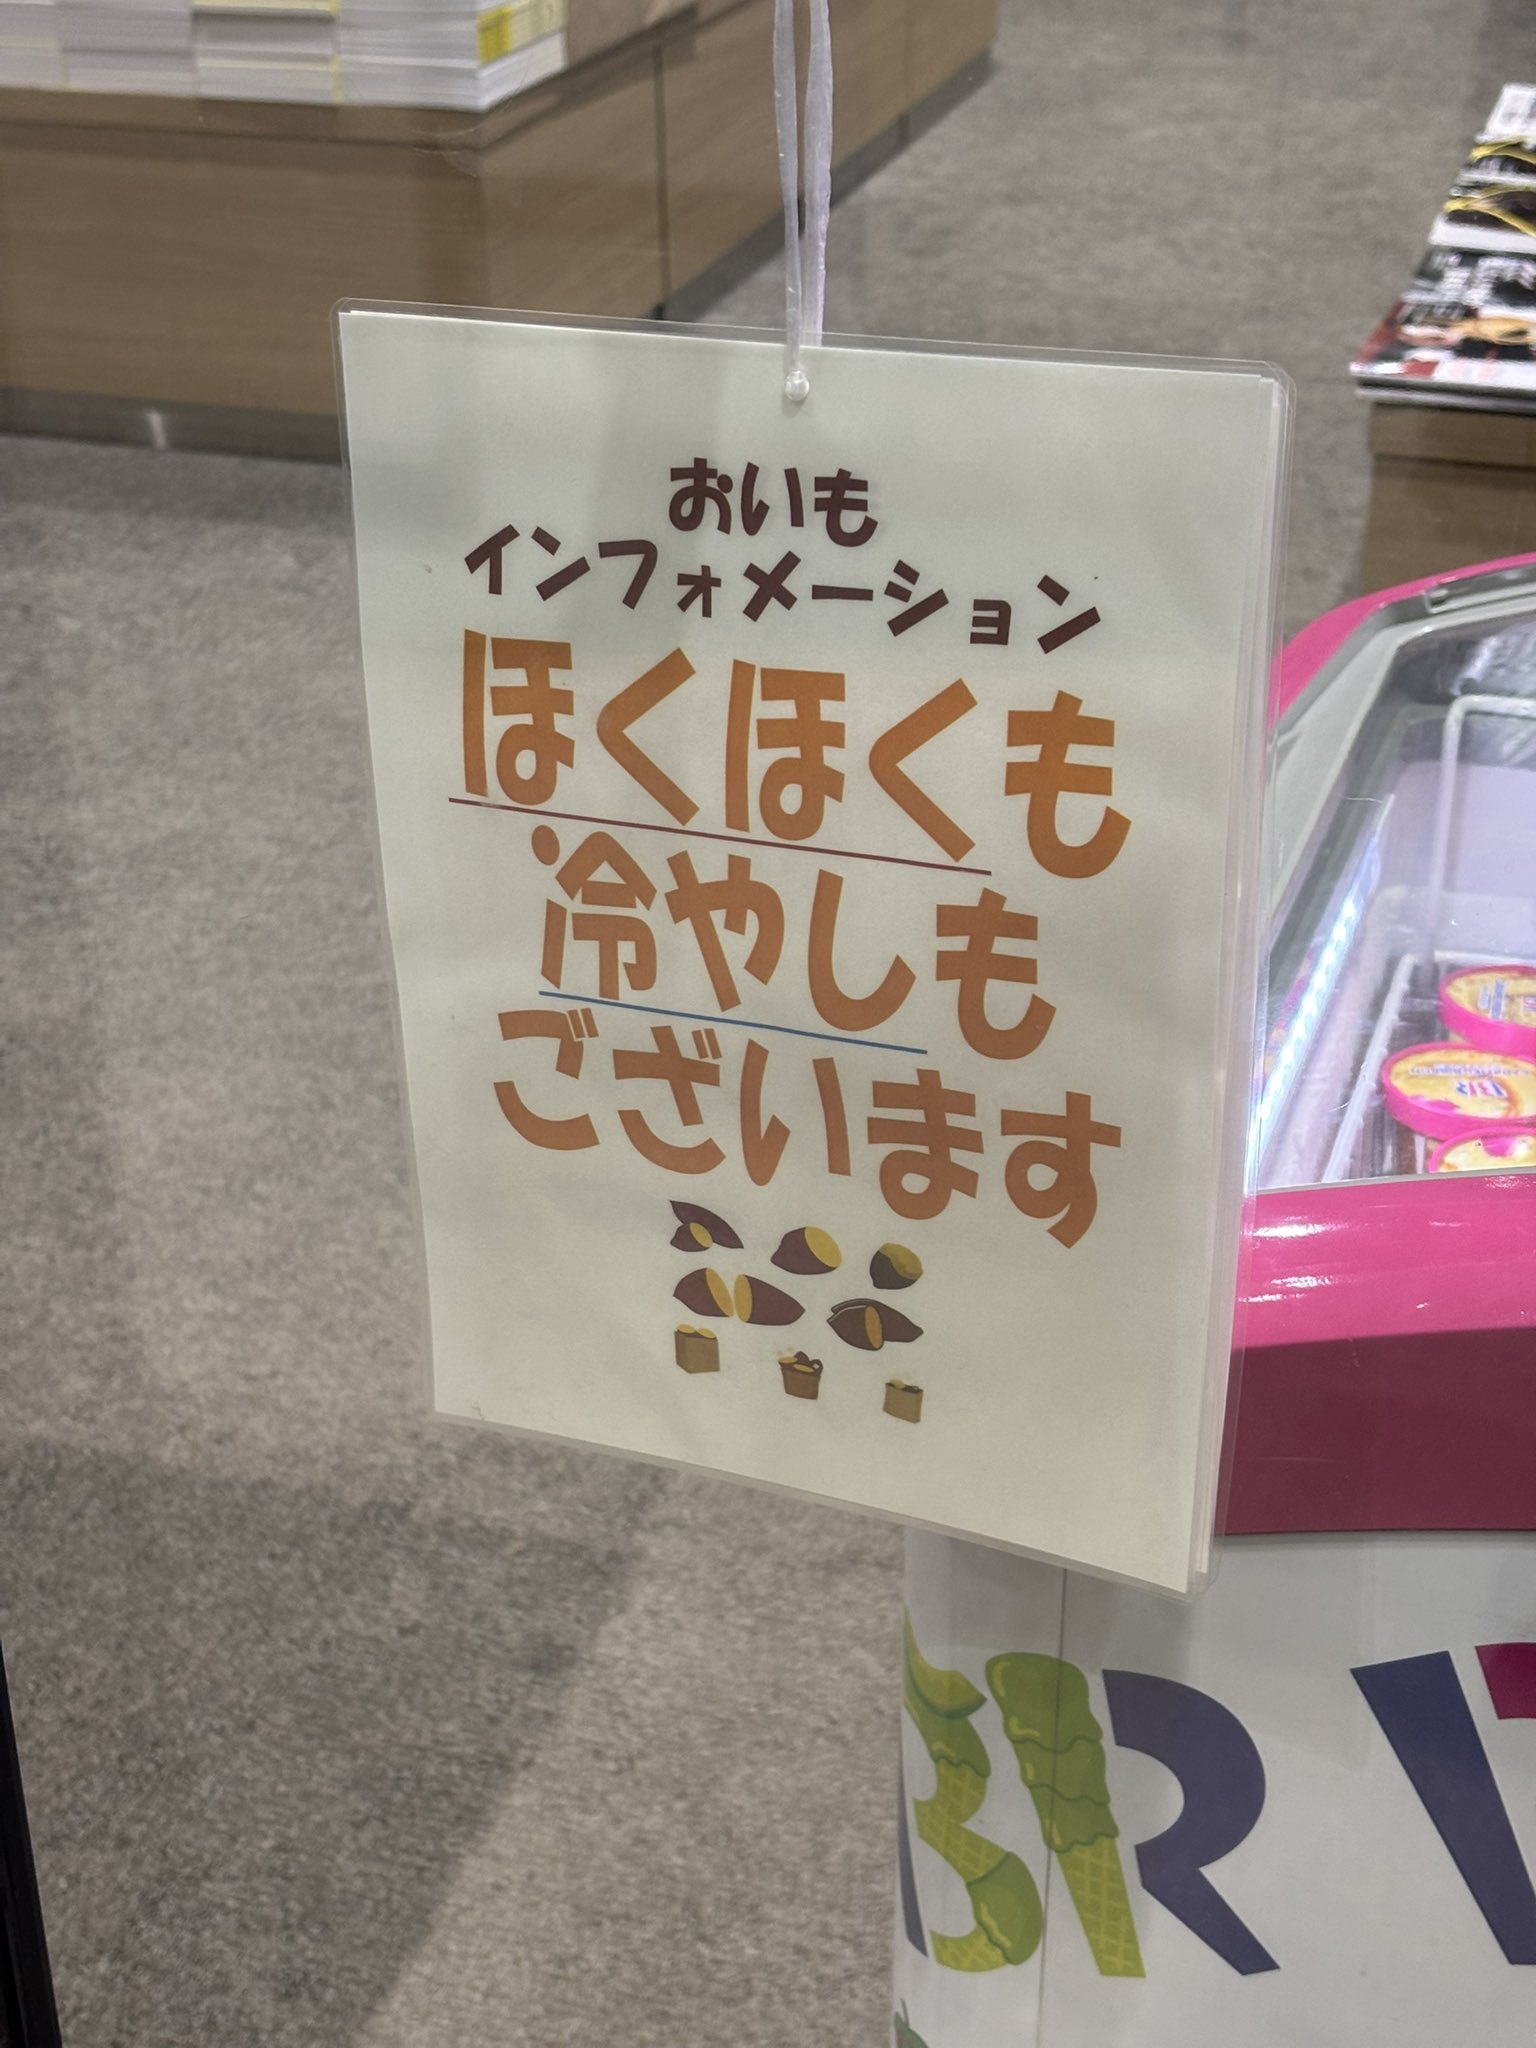 おいも
インフォメーション
ほくほくも
冷やしも
ございます
BR